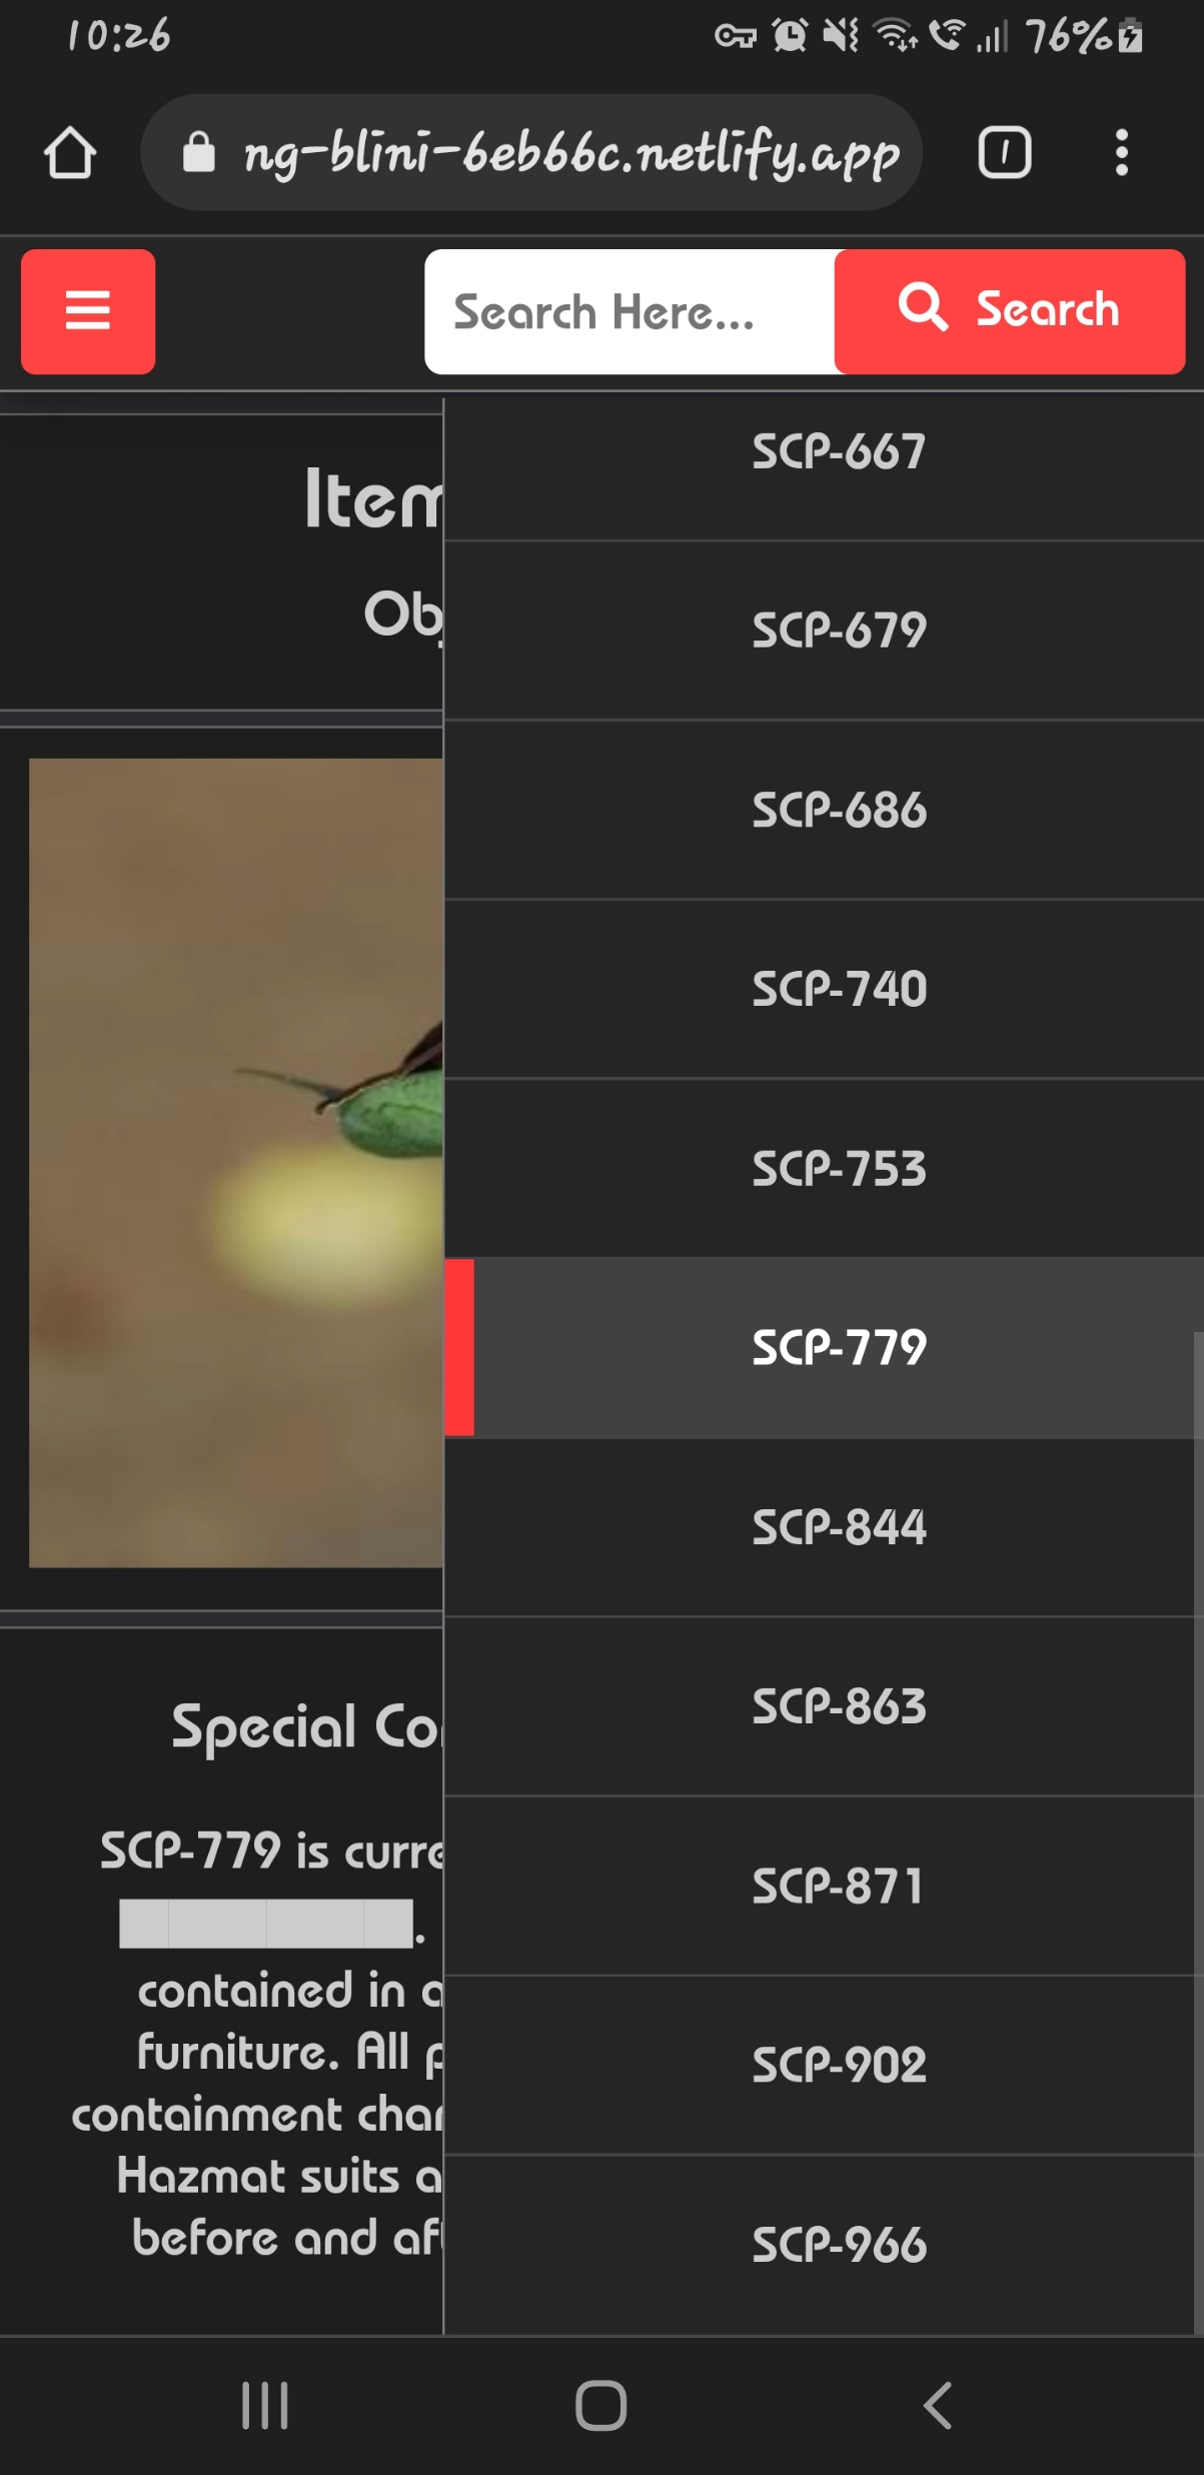 10:26
76%
ng-blini-6eb66c.netlify.app
1
Search Here...
Search
Item
Ob
SCP-667
SCP-679
SCP-686
SCP-740
SCP-753
SCP-779
SCP-844
SCP-863
SCP-871
SCP-902
SCP-966
Special Co
SCP-779 is curre
██████.
contained in a
furniture. All p
containment cha
Hazmat suits a
before and af